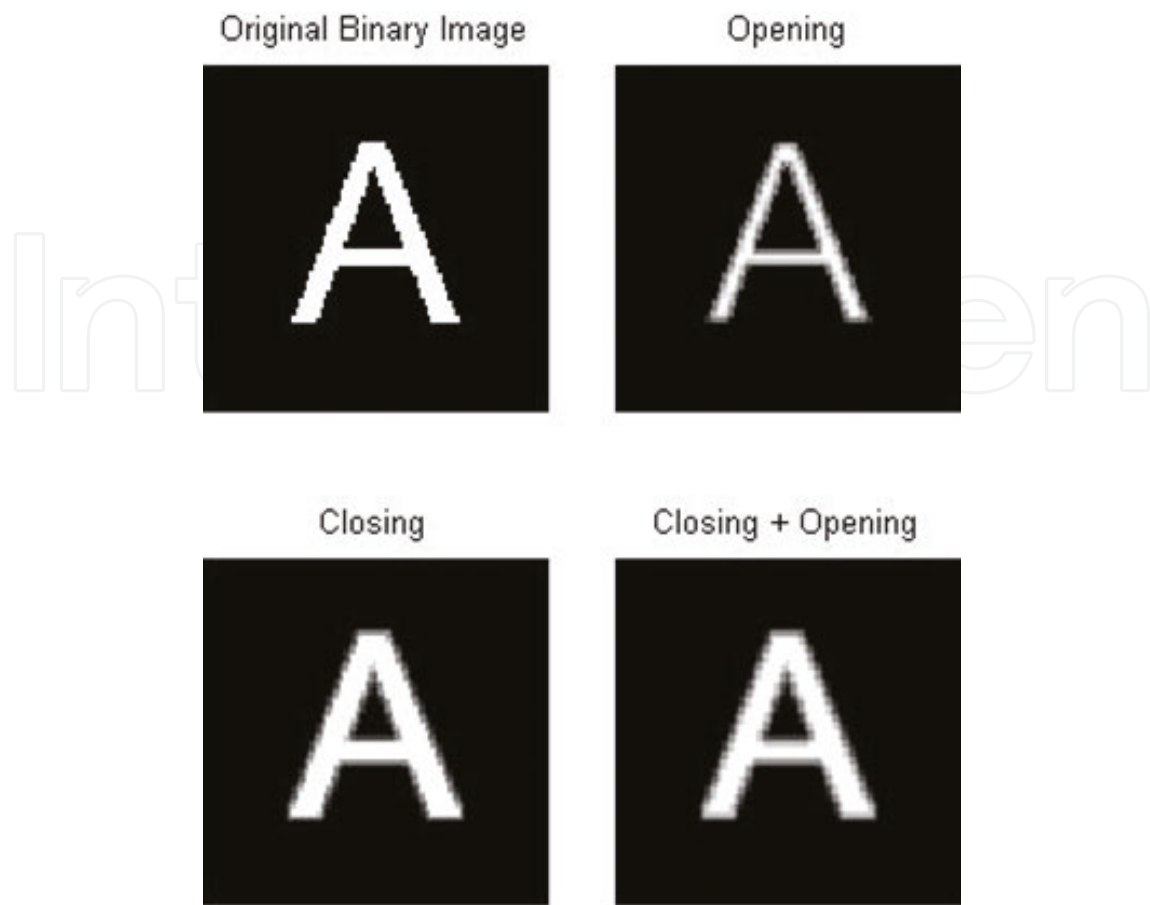 Original Binary Image
Opening
A
A
Closing
Closing + Opening
A
A